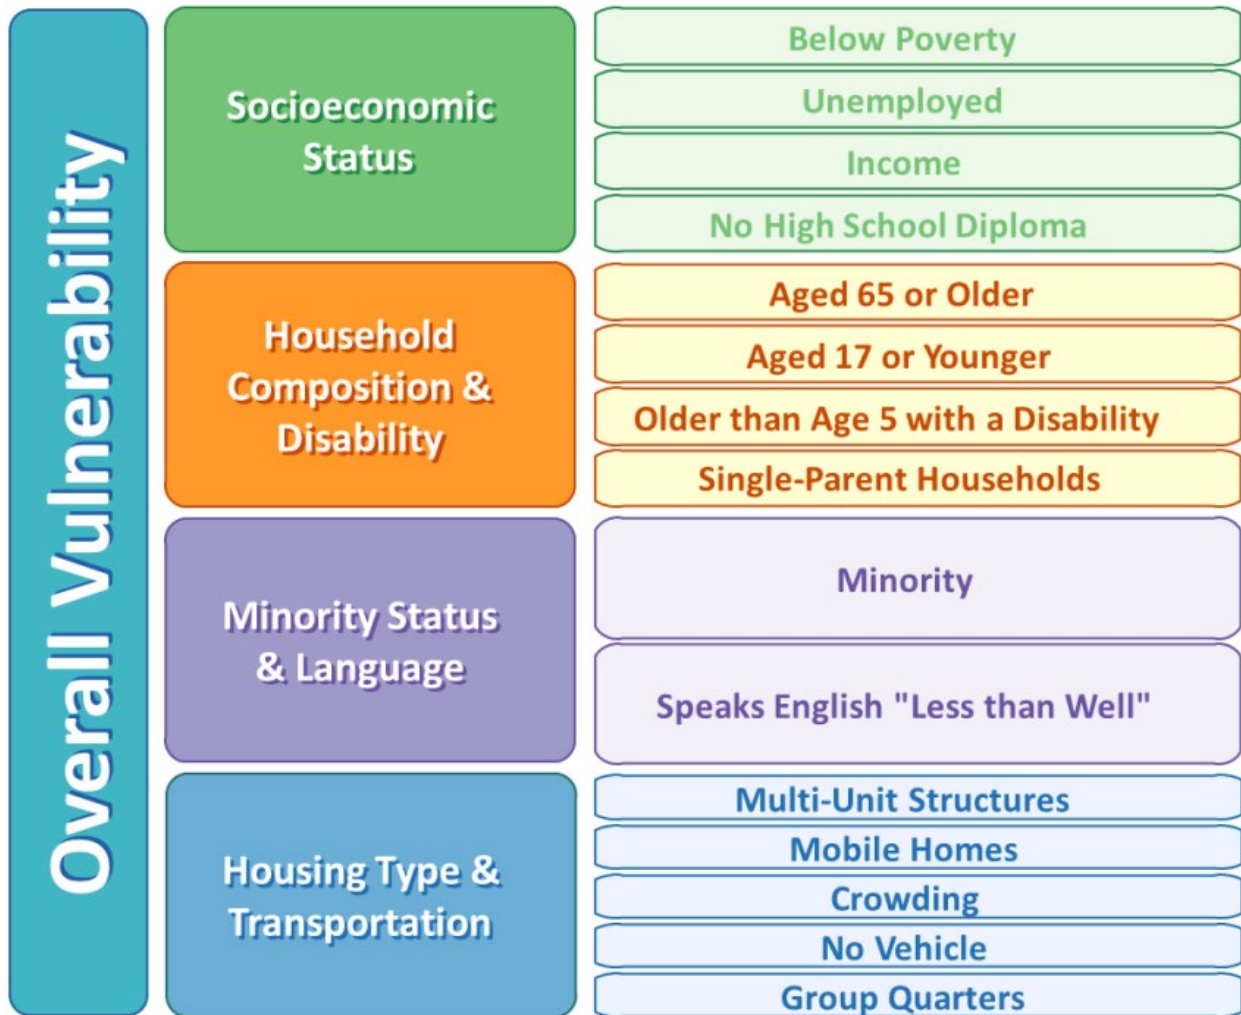 Overall Vulnerability
Socioeconomic
Status
Below Poverty
Unemployed
Income
No High School Diploma
Household
Composition &
Disability
Aged 65 or Older
Aged 17 or Younger
Older than Age 5 with a Disability
Single-Parent Households
Minority Status
& Language
Minority
Speaks English "Less than Well"
Housing Type &
Transportation
Multi-Unit Structures
Mobile Homes
Crowding
No Vehicle
Group Quarters